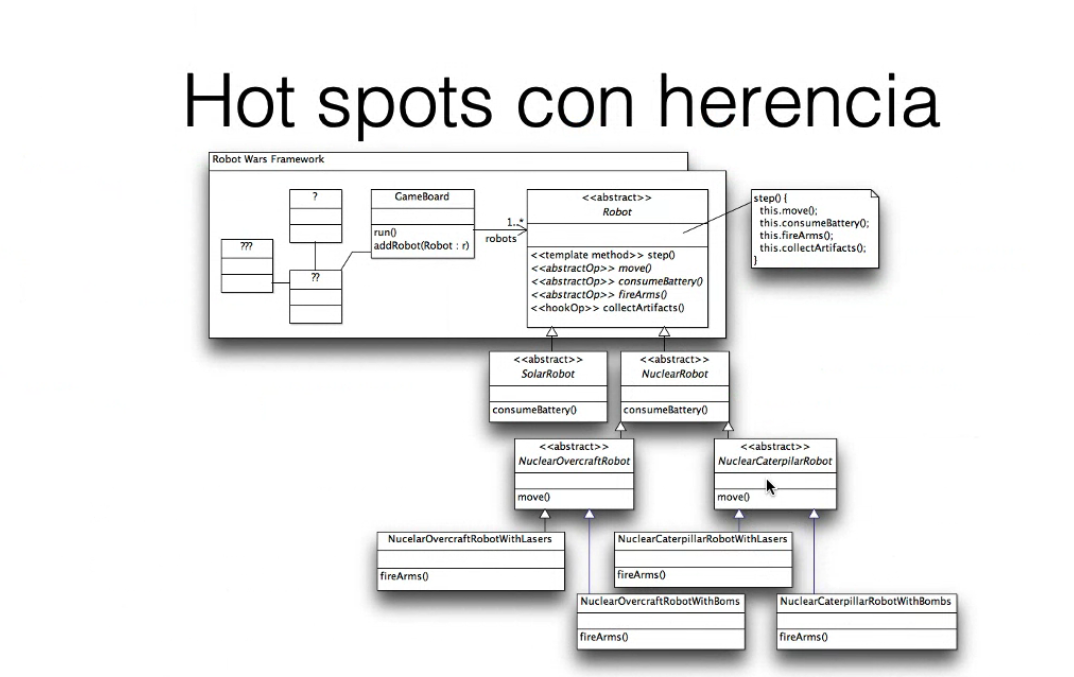 Hot spots con herencia
Robot Wars Framework
?
???
??
GameBoard
run()
addRobot(Robot : r)
1..*
robots
<<abstract>>
Robot
<<template method>> step()
<<abstractOp>> move()
<<abstractOp>> consumeBattery()
<<abstractOp>> fireArms()
<<hookOp>> collectArtifacts()
step() {
this.move();
this.consumeBattery();
this.fireArms();
this.collectArtifacts();
}
<<abstract>>
SolarRobot
consumeBattery()
<<abstract>>
NuclearRobot
consumeBattery()
<<abstract>>
NuclearOvercraftRobot
move()
<<abstract>>
NuclearCaterpilarRobot
move()
NucelarOvercraftRobotWithLasers
fireArms()
NuclearCaterpillarRobotWithLasers
fireArms()
NuclearOvercraftRobotWithBoms
fireArms()
NuclearCaterpillarRobotWithBombs
fireArms()